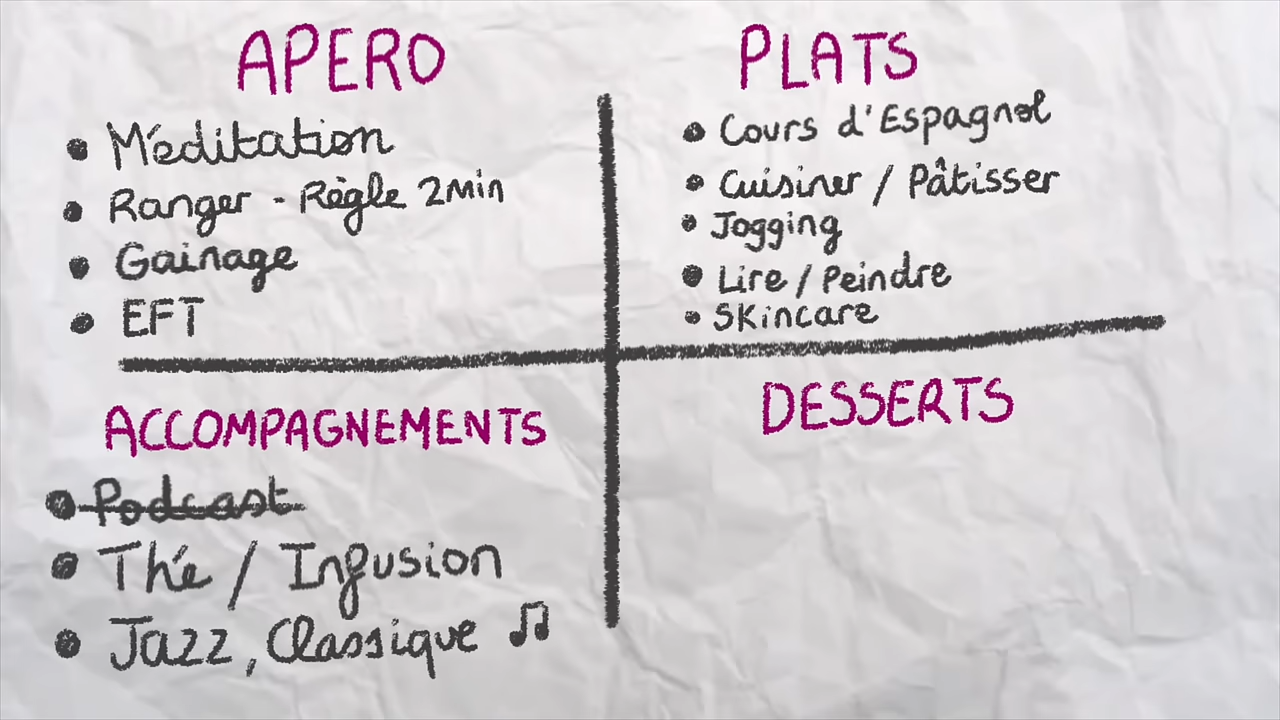 APERO
• Méditation
• Ranger - Règle 2min
• Gainage
• EFT
PLATS
• Cours d'Espagnol
• Cuisiner / Pâtisser
• Jogging
• Lire / Peindre
• Skincare
ACCOMPAGNEMENTS
• Podcast
• Thé / Infusion
• Jazz, Classique ♫
DESSERTS